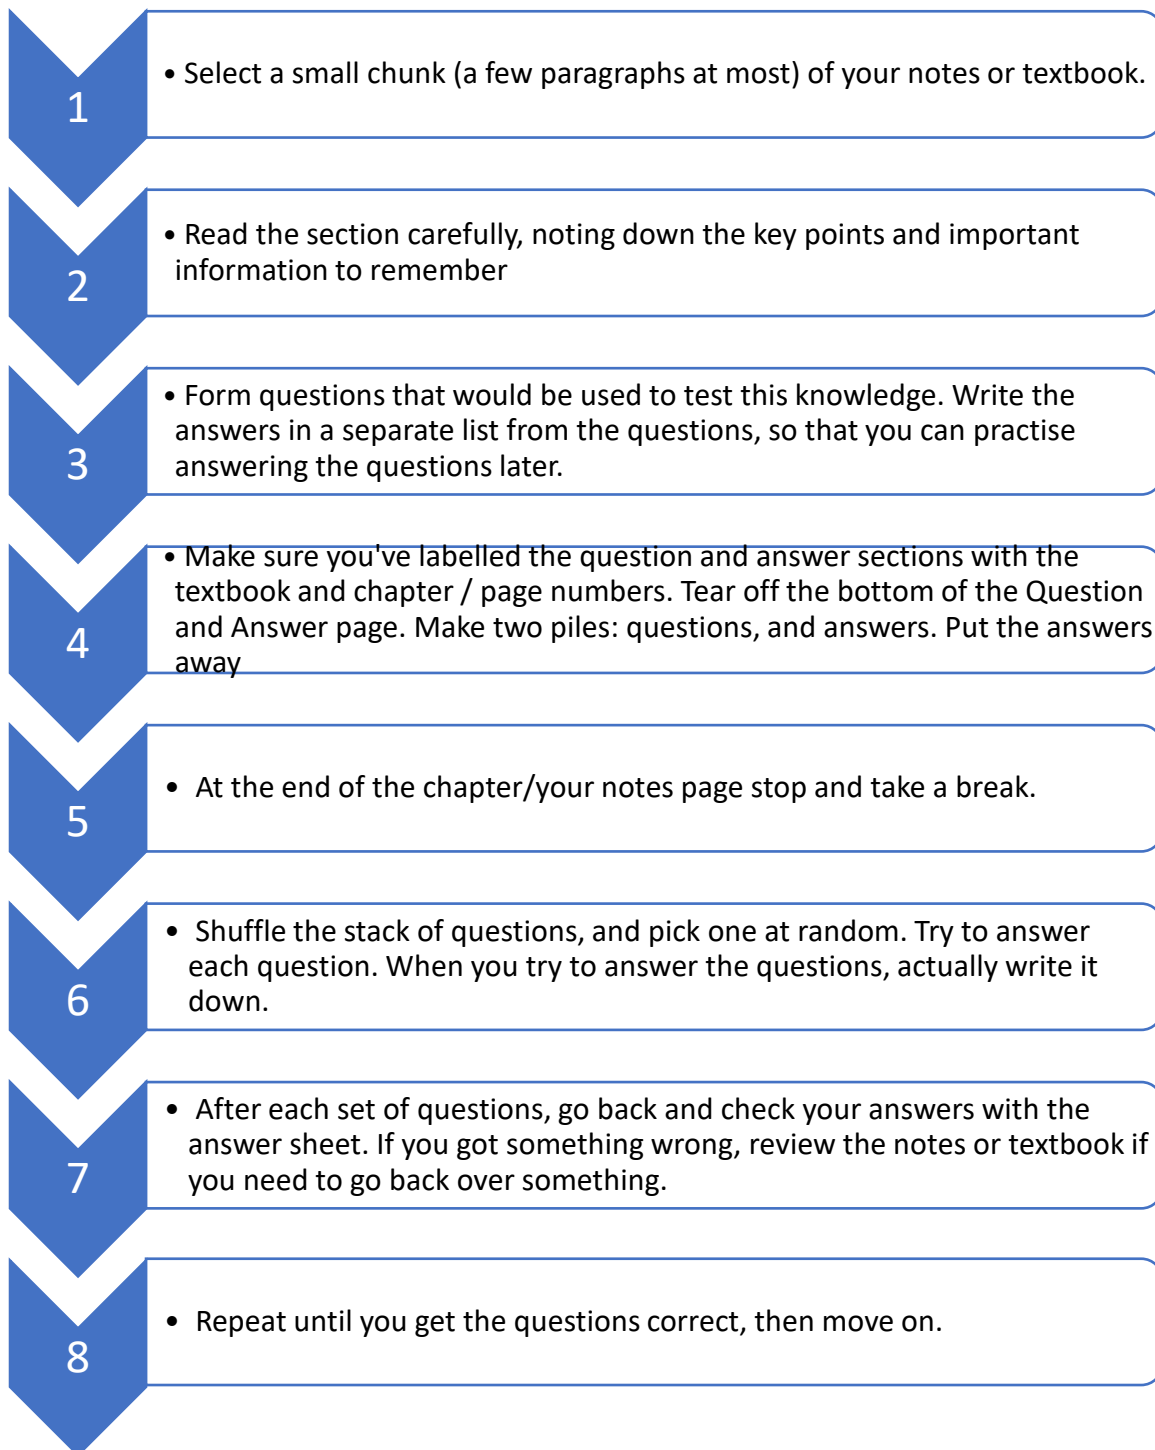 1
• Select a small chunk (a few paragraphs at most) of your notes or textbook.
2
• Read the section carefully, noting down the key points and important
information to remember
3
• Form questions that would be used to test this knowledge. Write the
answers in a separate list from the questions, so that you can practise
answering the questions later.
4
• Make sure you've labelled the question and answer sections with the
textbook and chapter / page numbers. Tear off the bottom of the Question
and Answer page. Make two piles: questions, and answers. Put the answers
away
5
• At the end of the chapter/your notes page stop and take a break.
6
• Shuffle the stack of questions, and pick one at random. Try to answer
each question. When you try to answer the questions, actually write it
down.
7
• After each set of questions, go back and check your answers with the
answer sheet. If you got something wrong, review the notes or textbook if
you need to go back over something.
8
• Repeat until you get the questions correct, then move on.